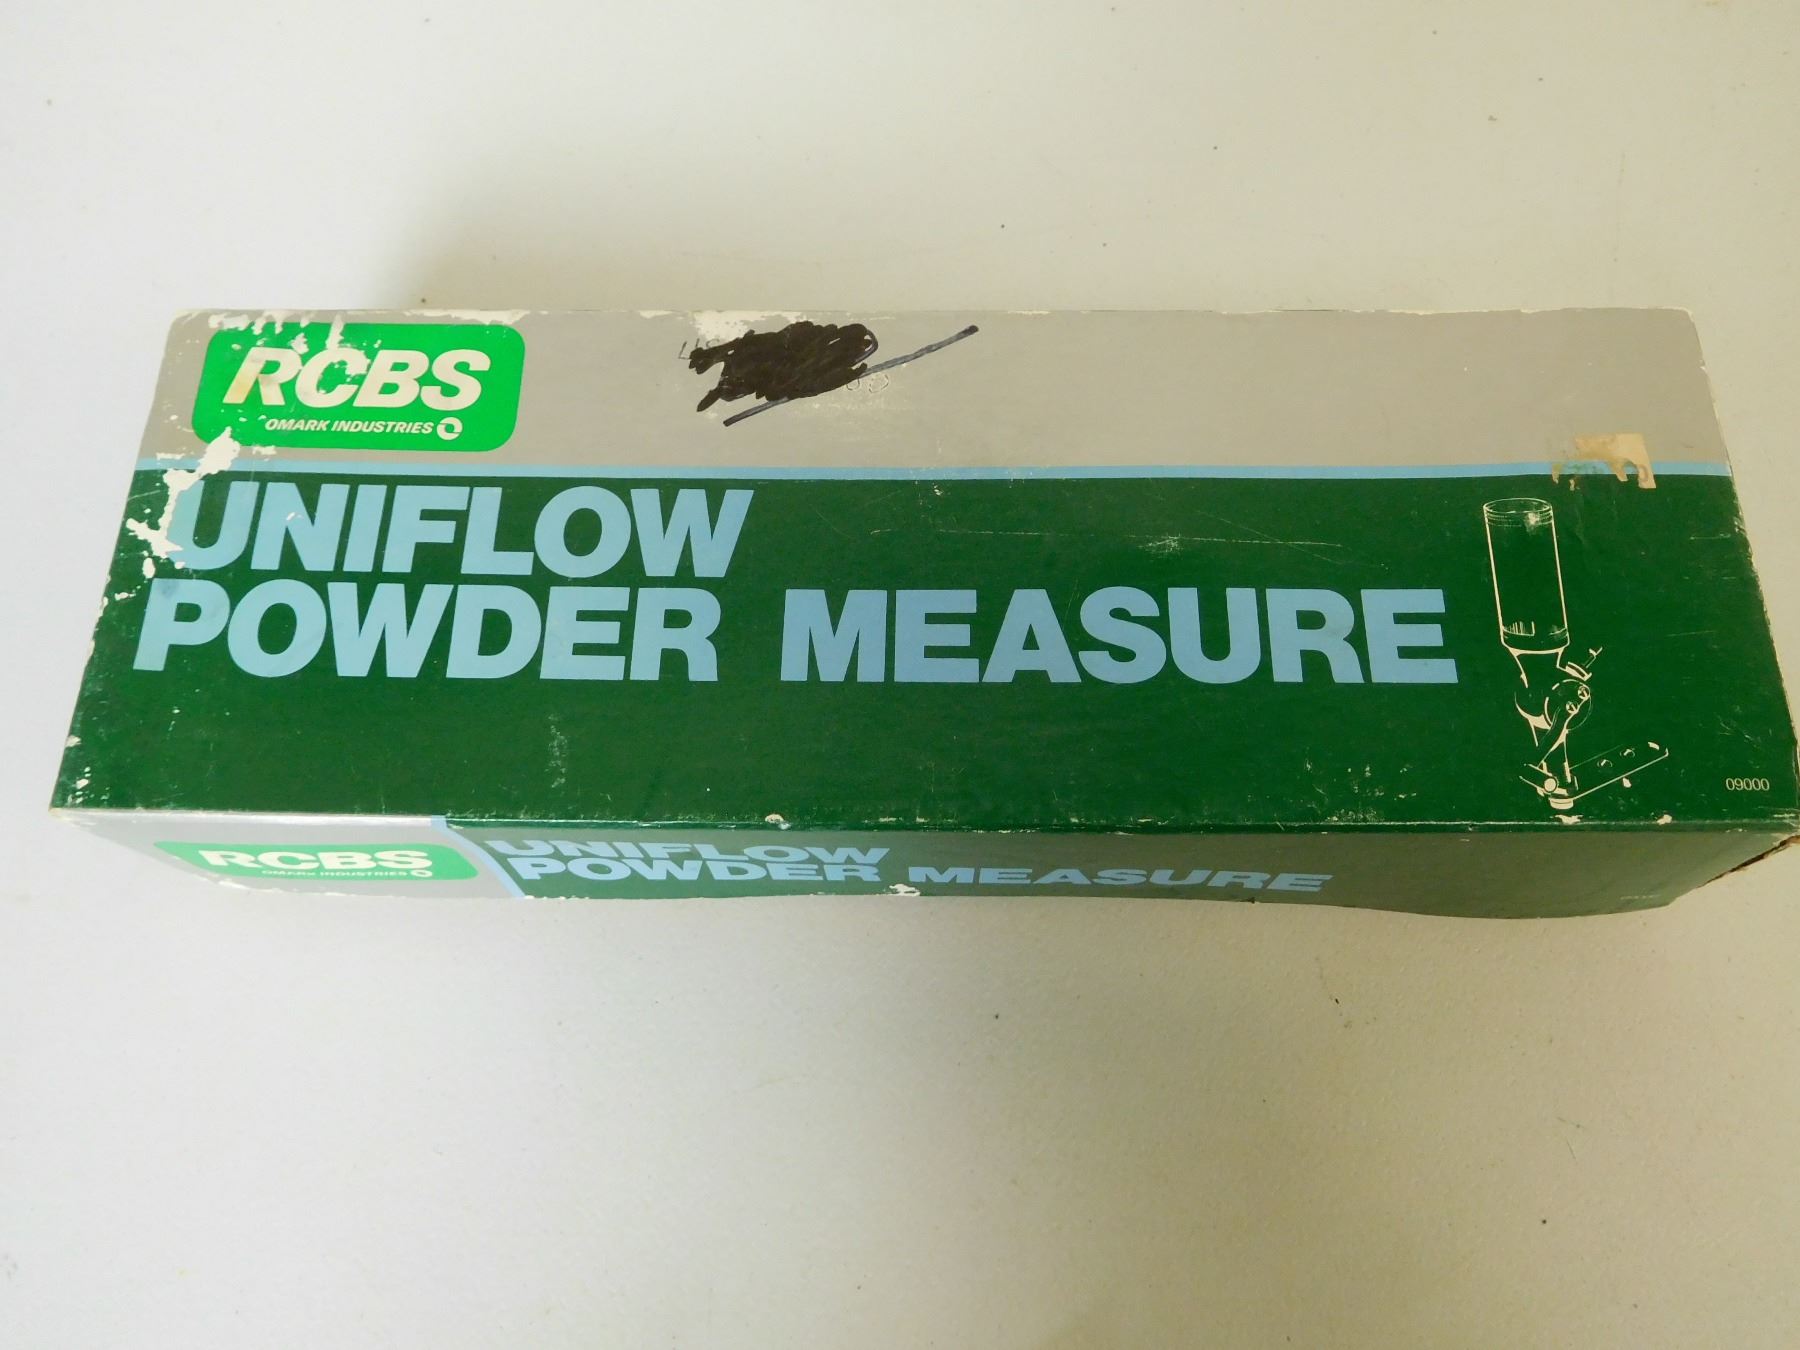 RCBS
OMARK INDUSTRIES
UNIFLOW
POWDER MEASURE
09000
RCBS
OMARK INDUSTRIES
UNIFLOW
POWDER MEASURE